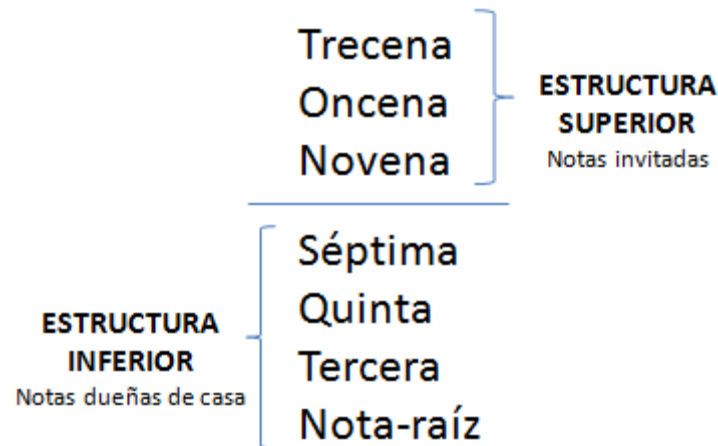 Trecena
Oncena
Novena
ESTRUCTURA
SUPERIOR
Notas invitadas
Séptima
Quinta
Tercera
Nota-raíz
ESTRUCTURA
INFERIOR
Notas dueñas de casa